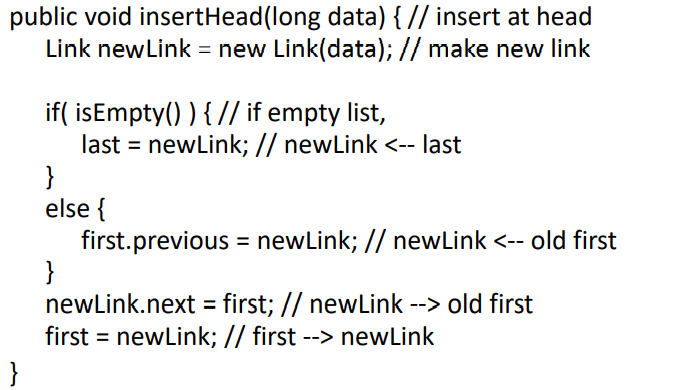 public void insertHead(long data) { // insert at head
Link newLink = new Link(data); // make new link
if( isEmpty() ) { // if empty list,
last = newLink; // newLink <-- last
}
else {
first.previous = newLink; // newLink <-- old first
}
newLink.next = first; // newLink --> old first
first = newLink; // first --> newLink
}